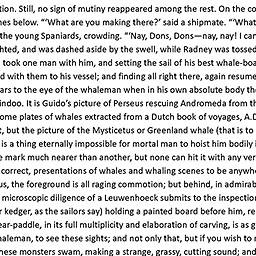 tion. Still, no sign of mutiny reappeared among the rest. On the co
nes below. "'What are you making there?' said a shipmate. "'What
the young Spaniards, crowding. "'Nay, Dons, Dons—nay, nay! I can
hted, and was dashed aside by the swell, while Radney was tossed
took one man with him, and setting the sail of his best whale-boa
d with them to his vessel; and finding all right there, again resume
ars to the eye of the whaleman when in his own absolute body the
indoo. It is Guido's picture of Perseus rescuing Andromeda from th
ome plates of whales extracted from a Dutch book of voyages, A.D
t, but the picture of the Mysticetus or Greenland whale (that is to
is a thing eternally impossible for mortal man to hoist him bodily i
e mark much nearer than another, but none can hit it with any ver
correct, presentations of whales and whaling scenes to be anywhe
us, the foreground is all raging commotion; but behind, in admirab
microscopic diligence of a Leuwenhoeck submits to the inspection
r kedger, as the sailors say) holding a painted board before him, re
ear-paddle, in its full multiplicity and elaboration of carving, is as g
haleman, to see these sights; and not only that, but if you wish to r
hese monsters swam, making a strange, grassy, cutting sound; and